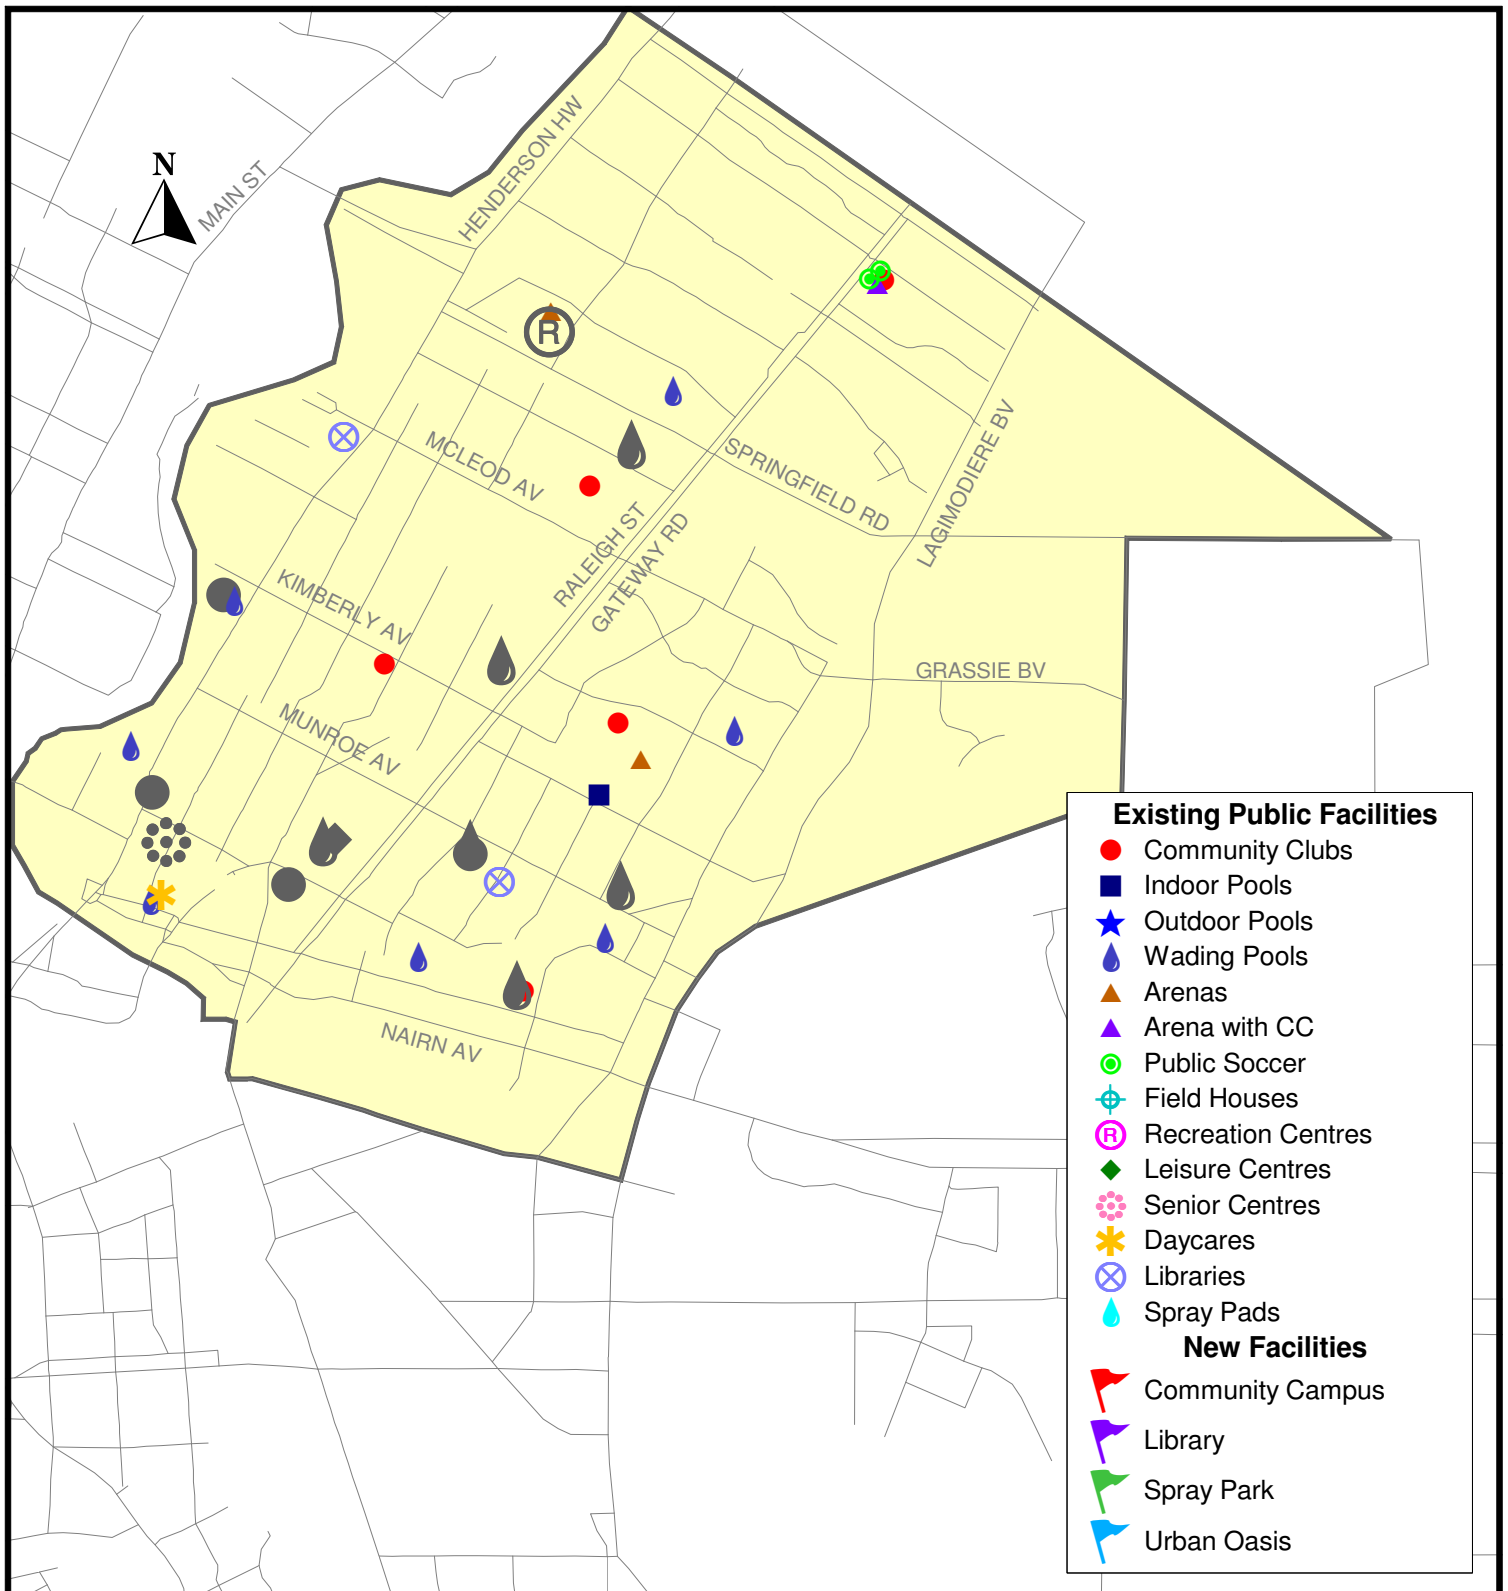 N
MAIN ST
HENDERSON HW
R
MCLEOD AV
SPRINGFIELD RD
LAGIMODIERE BV
RALEIGH ST
GATEWAY RD
KIMBERLY AV
GRASSIE BV
MUNROE AV
NAIRN AV
Existing Public Facilities
Community Clubs
Indoor Pools
Outdoor Pools
Wading Pools
Arenas
Arena with CC
Public Soccer
Field Houses
R Recreation Centres
Leisure Centres
Senior Centres
Daycares
Libraries
Spray Pads
New Facilities
Community Campus
Library
Spray Park
Urban Oasis